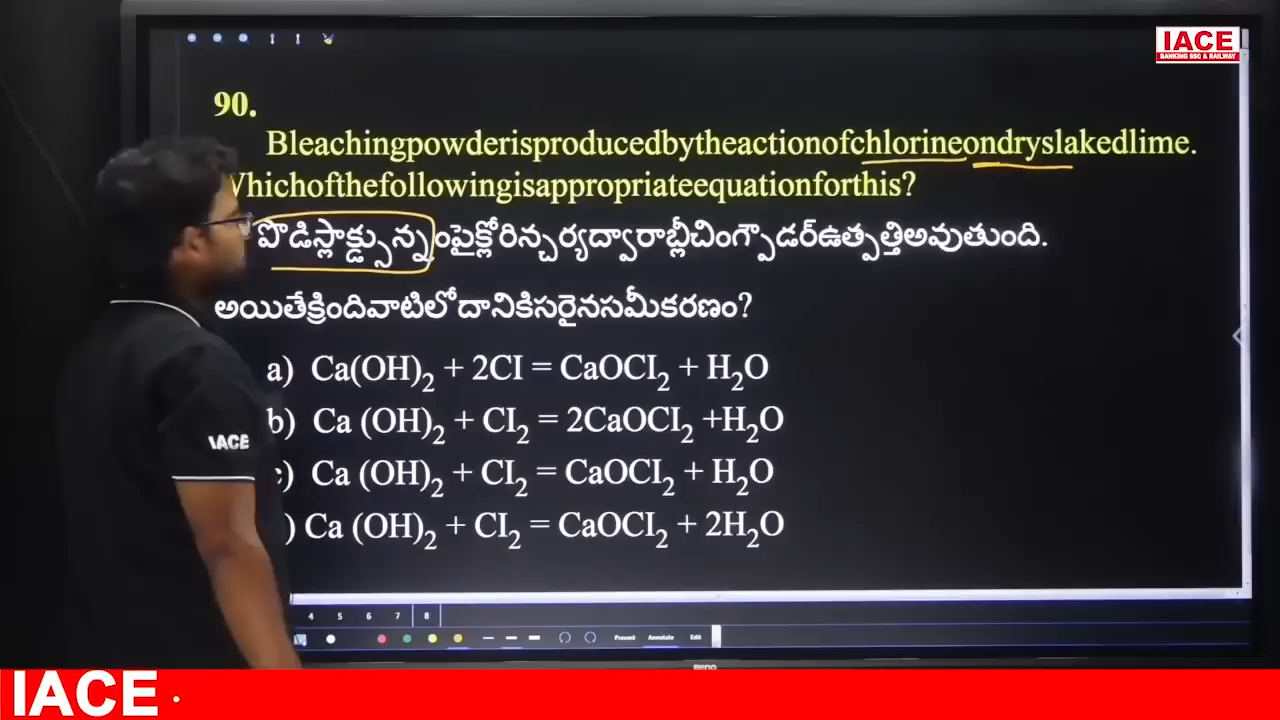 IACE
BANKING SSC & RAILWAY
90.
Bleachingpowderisproducedbytheactionofchlorineondryslakedlime.
Whichofthefollowingisappropriateequationforthis?
పొడిస్లాక్డ్సున్నంపైక్లోరిన్చర్యద్వారాబ్లీచింగ్పౌడర్ఉత్పత్తిఅవుతుంది.
అయితేక్రిందివాటిలోదానికిసరైనసమీకరణం?
a) Ca(OH)₂ + 2CI = CaOCI₂ + H₂O
b) Ca (OH)₂ + CI₂ = 2CaOCI₂ +H₂O
c) Ca (OH)₂ + CI₂ = CaOCI₂ + H₂O
) Ca (OH)₂ + CI₂ = CaOCI₂ + 2H₂O
IACE
4 5 6 7 8
Present Annotate Edit
BenQ
IACE